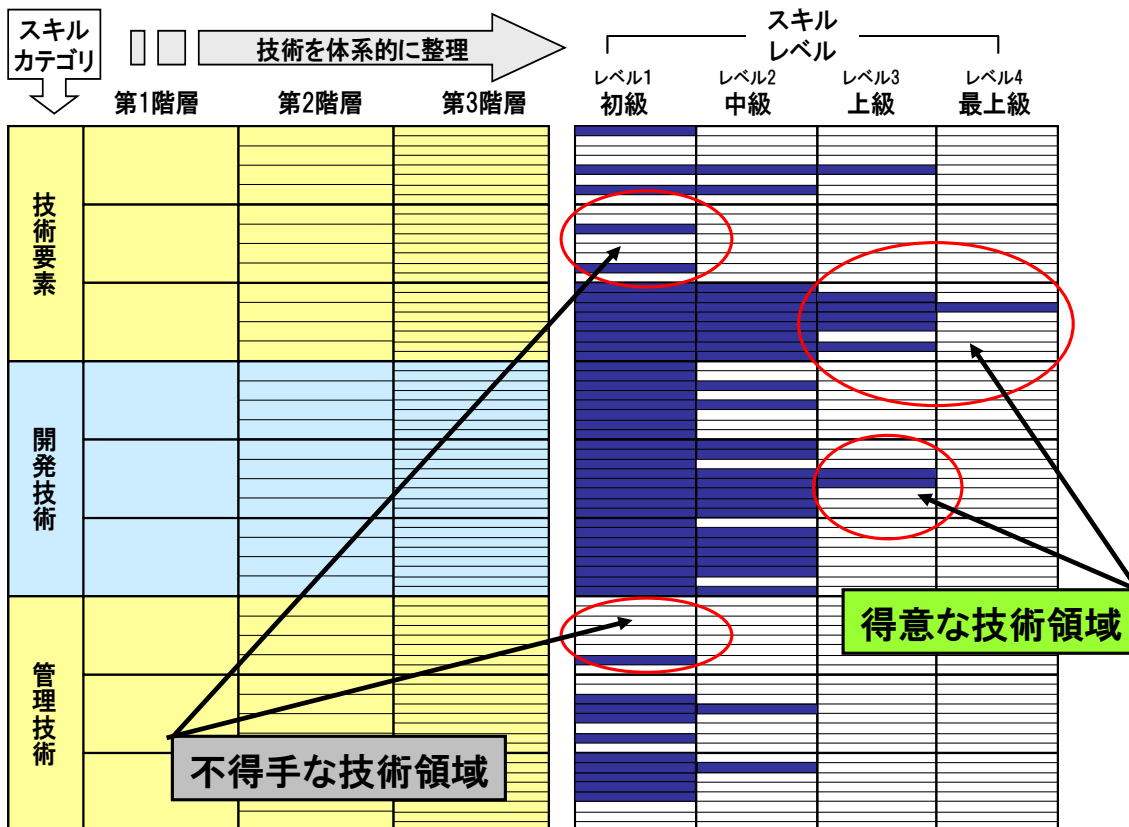 スキル
カテゴリ
技術を体系的に整理
スキル
レベル
第1階層
第2階層
第3階層
レベル1
初級
レベル2
中級
レベル3
上級
レベル4
最上級
技術要素
開発技術
管理技術
得意な技術領域
不得手な技術領域